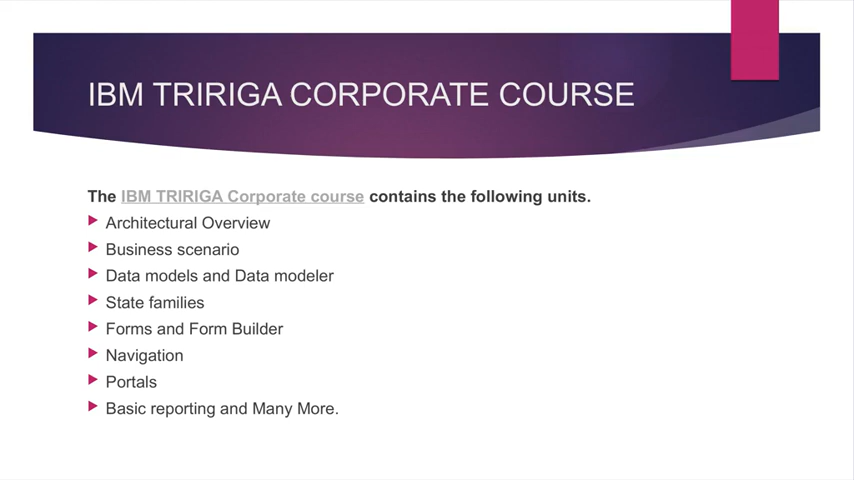 IBM TRIRIGA CORPORATE COURSE
The IBM TRIRIGA Corporate course contains the following units.
Architectural Overview
Business scenario
Data models and Data modeler
State families
Forms and Form Builder
Navigation
Portals
Basic reporting and Many More.